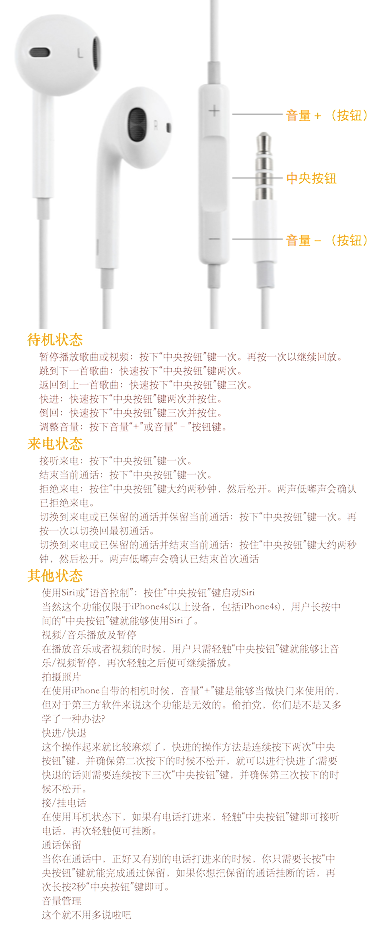 L
音量 + （按钮）
中央按钮
音量 - （按钮）
待机状态
暂停播放歌曲或视频：按下“中央按钮”键一次。再按一次以继续回放。
跳到下一首歌曲：快速按下“中央按钮”键两次。
返回到上一首歌曲：快速按下“中央按钮”键三次。
快进：快速按下“中央按钮”键两次并按住。
倒回：快速按下“中央按钮”键三次并按住。
调整音量：按下音量“+”或音量“-”按钮键。
来电状态
接听来电：按下“中央按钮”键一次。
结束当前通话：按下“中央按钮”键一次。
拒绝来电：按住“中央按钮”键大约两秒钟，然后松开。两声低嘟声会确认
已拒绝来电。
切换到来电或已保留的通话并保留当前通话：按下“中央按钮”键一次。再
按一次以切换回最初通话。
切换到来电或已保留的通话并结束当前通话：按住“中央按钮”键大约两秒
钟，然后松开。两声低嘟声会确认已结束首次通话
其他状态
使用Siri或“语音控制”：按住“中央按钮”键启动Siri
当然这个功能仅限于iPhone4s(以上设备，包括iPhone4s)，用户长按中
间的“中央按钮”键就能够使用Siri了。
视频/音乐播放及暂停
在播放音乐或者视频的时候，用户只需轻触“中央按钮”键就能够让音
乐/视频暂停，再次轻触之后便可继续播放。
拍摄照片
在使用iPhone自带的相机时候，音量“+”键是能够当做快门来使用的，
但对于第三方软件来说这个功能是无效的。偷拍党，你们是不是又多
学了一种办法?
快进/快退
这个操作起来就比较麻烦了，快进的操作方法是连续按下两次“中央
按钮”键，并确保第二次按下的时候不松开，就可以进行快进了;需要
快退的话则需要连续按下三次“中央按钮”键，并确保第三次按下的时
候不松开。
接/挂电话
在使用耳机状态下，如果有电话打进来，轻触“中央按钮”键即可接听
电话，再次轻触便可挂断。
通话保留
当你在通话中，正好又有别的电话打进来的时候，你只需要长按“中
央按钮”键就能完成通过保留，如果你想把保留的通话挂断的话，再
次长按2秒“中央按钮”键即可。
音量管理
这个就不用多说啦吧